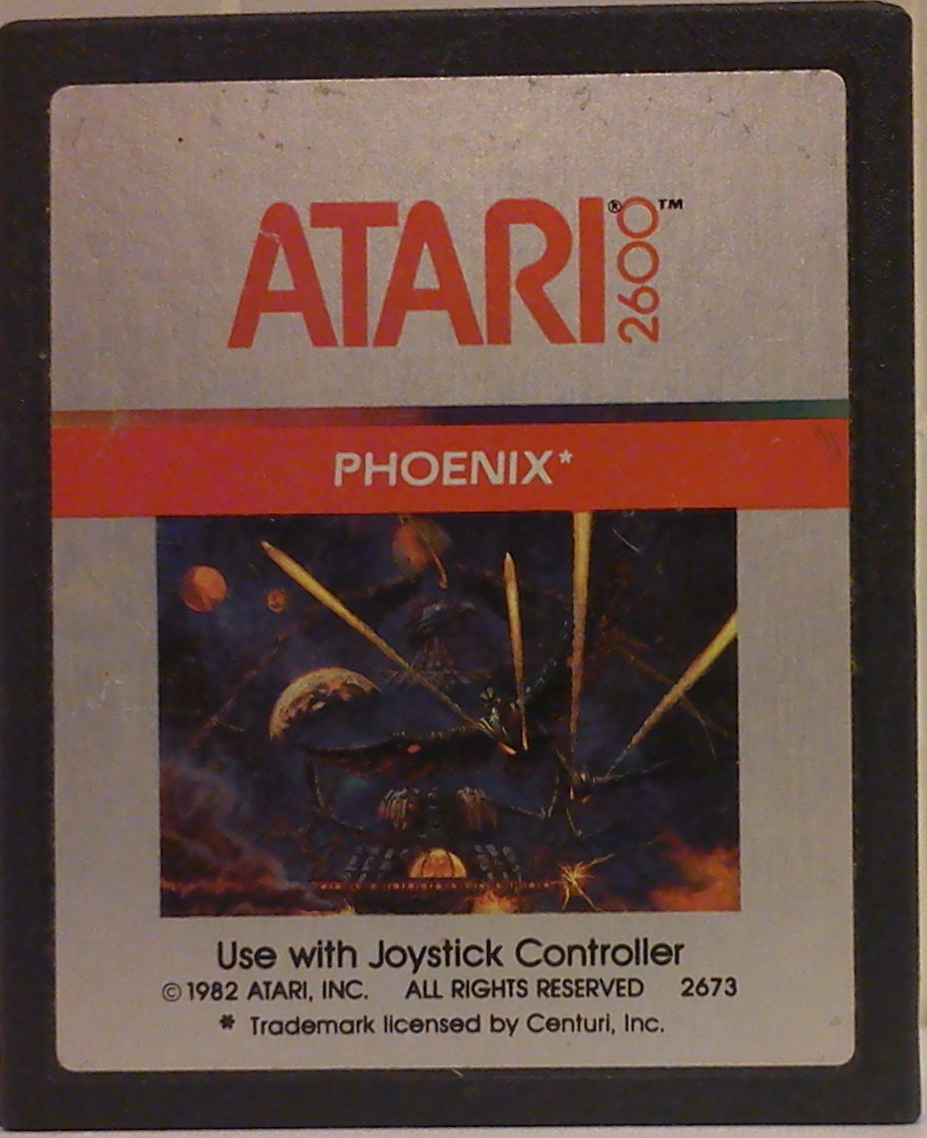 ATARI® 2600™
PHOENIX*
Use with Joystick Controller
© 1982 ATARI, INC. ALL RIGHTS RESERVED 2673
* Trademark licensed by Centuri, Inc.